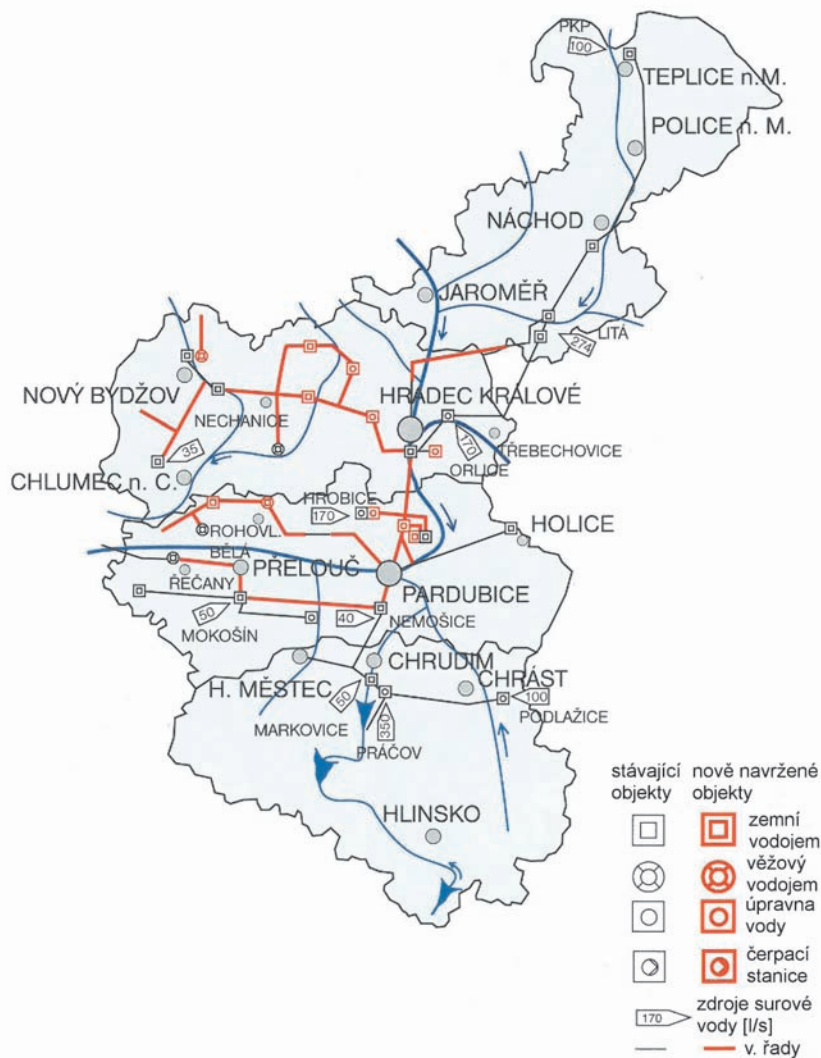 PKP
100
TEPLICE n.M.
POLICE n. M.
NÁCHOD
JAROMĚŘ
LITÁ
274
HRADEC KRÁLOVÉ
NOVÝ BYDŽOV
NECHANICE
TŘEBECHOVICE
170
ORLICE
35
CHLUMEC n. C.
HROBICE
170
HOLICE
ROHOVL.
BĚLÁ
PŘELOUČ
ŘEČANY
PARDUBICE
50
40
NEMOŠICE
MOKOŠÍN
CHRUDIM
H. MĚSTEC
CHRÁST
50
100
PODLAŽICE
MARKOVICE
350
PRÁČOV
HLINSKO
stávající
objekty
nově navržené
objekty
zemní
vodojem
věžový
vodojem
úpravna
vody
čerpací
stanice
170
zdroje surové
vody [l/s]
v. řady